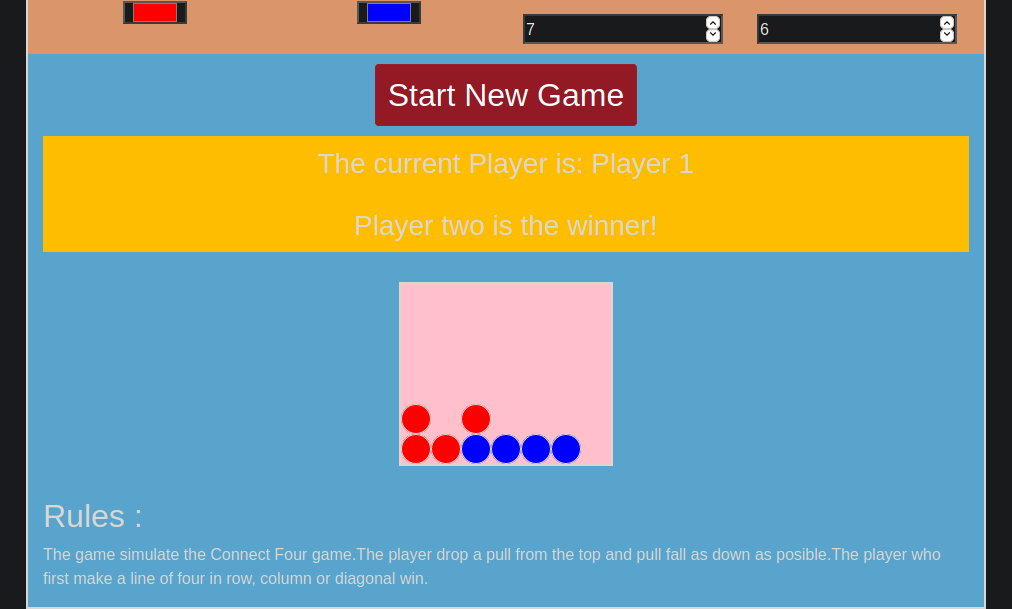 7
6
Start New Game
The current Player is: Player 1
Player two is the winner!
Rules :
The game simulate the Connect Four game.The player drop a pull from the top and pull fall as down as posible.The player who
first make a line of four in row, column or diagonal win.